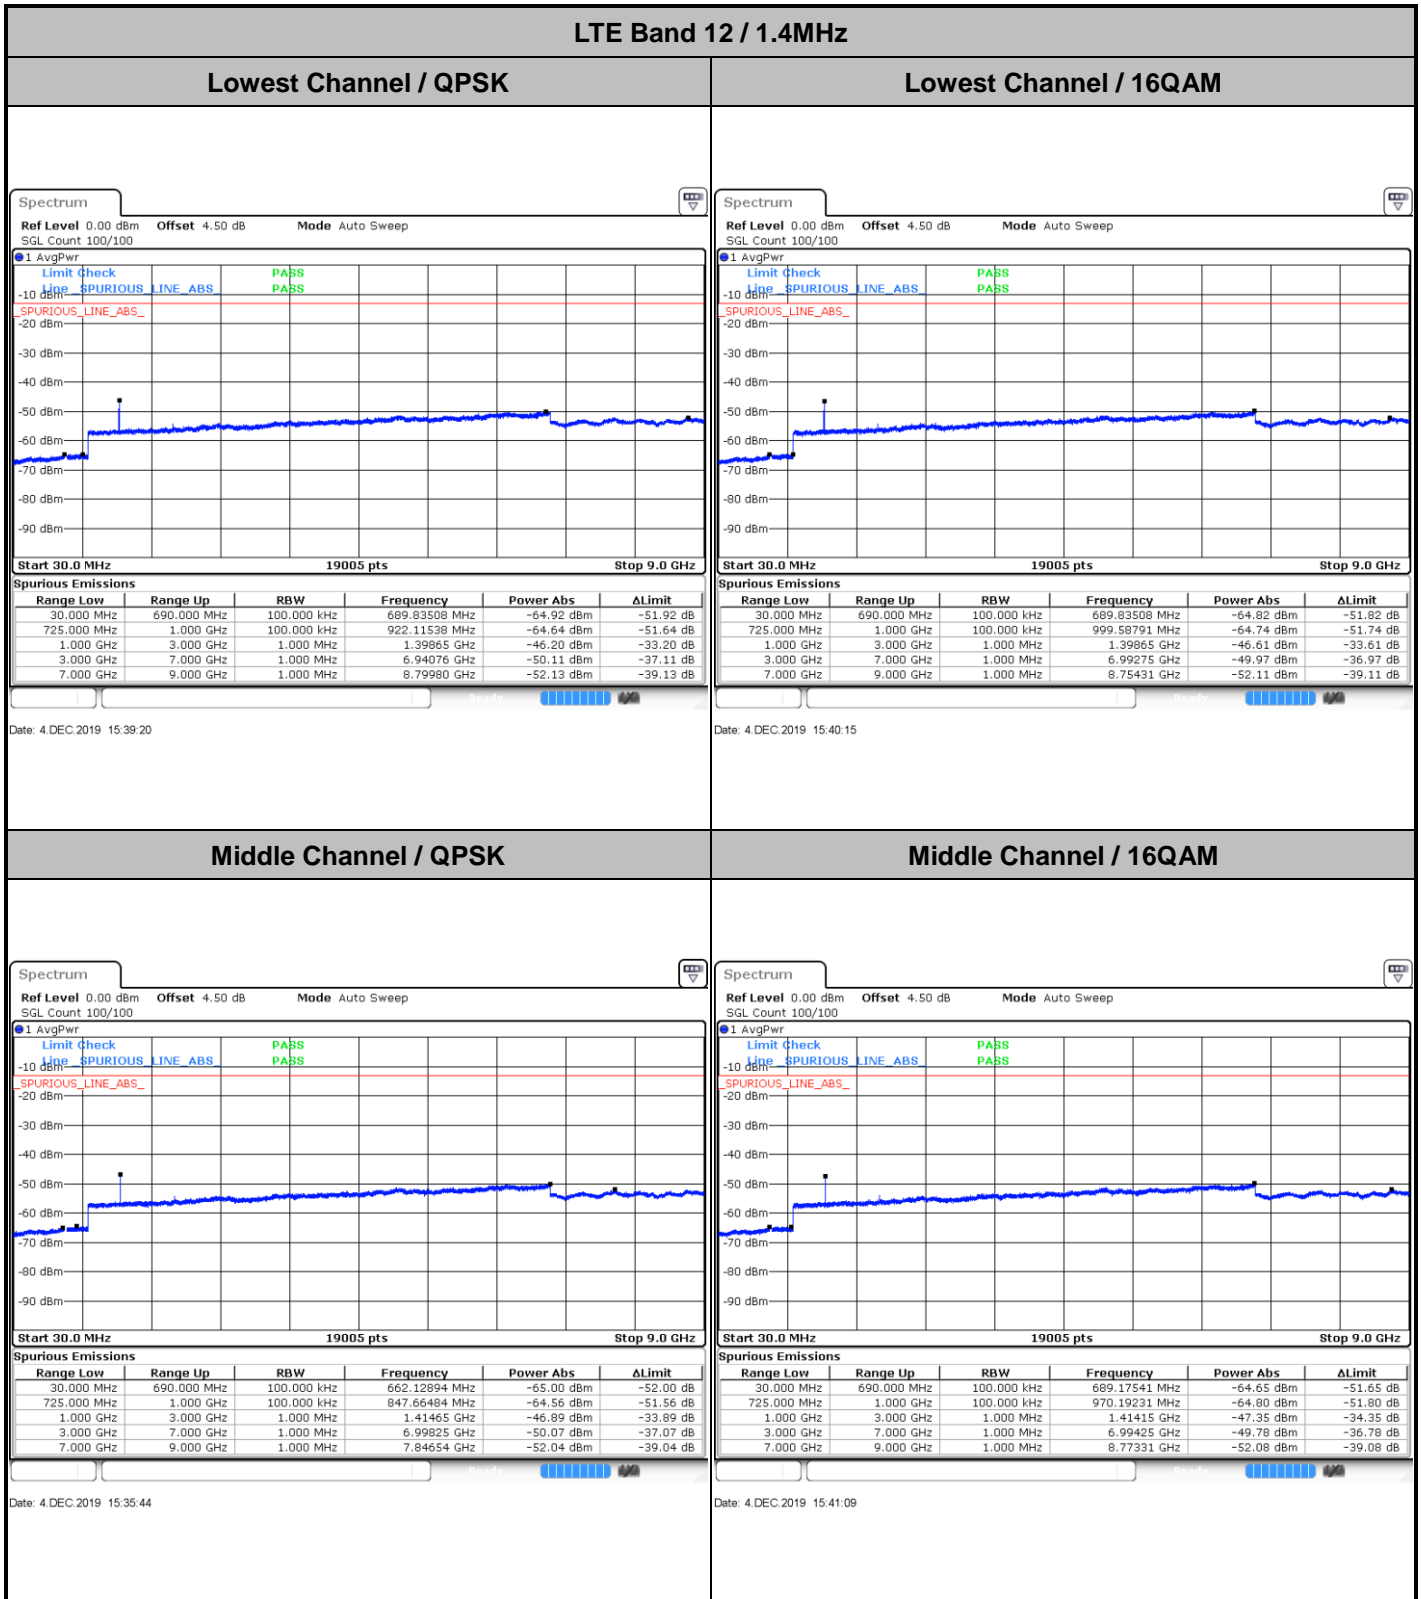 LTE Band 12 / 1.4MHz
Lowest Channel / QPSK
Lowest Channel / 16QAM
Spectrum
Ref Level 0.00 dBm Offset 4.50 dB Mode Auto Sweep
SGL Count 100/100
1 AvgPwr
Limit Check PASS
Line _SPURIOUS_LINE_ABS_ PASS
-10 dBm
_SPURIOUS_LINE_ABS_
-20 dBm
-30 dBm
-40 dBm
-50 dBm
-60 dBm
-70 dBm
-80 dBm
-90 dBm
Start 30.0 MHz 19005 pts Stop 9.0 GHz
Spurious Emissions
Range Low Range Up RBW Frequency Power Abs ΔLimit
30.000 MHz 690.000 MHz 100.000 kHz 689.83508 MHz -64.92 dBm -51.92 dB
725.000 MHz 1.000 GHz 100.000 kHz 922.11538 MHz -64.64 dBm -51.64 dB
1.000 GHz 3.000 GHz 1.000 MHz 1.39865 GHz -46.20 dBm -33.20 dB
3.000 GHz 7.000 GHz 1.000 MHz 6.94076 GHz -50.11 dBm -37.11 dB
7.000 GHz 9.000 GHz 1.000 MHz 8.79980 GHz -52.13 dBm -39.13 dB
Ready
Date: 4.DEC.2019 15:39:20
Spectrum
Ref Level 0.00 dBm Offset 4.50 dB Mode Auto Sweep
SGL Count 100/100
1 AvgPwr
Limit Check PASS
Line _SPURIOUS_LINE_ABS_ PASS
-10 dBm
_SPURIOUS_LINE_ABS_
-20 dBm
-30 dBm
-40 dBm
-50 dBm
-60 dBm
-70 dBm
-80 dBm
-90 dBm
Start 30.0 MHz 19005 pts Stop 9.0 GHz
Spurious Emissions
Range Low Range Up RBW Frequency Power Abs ΔLimit
30.000 MHz 690.000 MHz 100.000 kHz 689.83508 MHz -64.82 dBm -51.82 dB
725.000 MHz 1.000 GHz 100.000 kHz 999.58791 MHz -64.74 dBm -51.74 dB
1.000 GHz 3.000 GHz 1.000 MHz 1.39865 GHz -46.61 dBm -33.61 dB
3.000 GHz 7.000 GHz 1.000 MHz 6.99275 GHz -49.97 dBm -36.97 dB
7.000 GHz 9.000 GHz 1.000 MHz 8.75431 GHz -52.11 dBm -39.11 dB
Ready
Date: 4.DEC.2019 15:40:15
Middle Channel / QPSK
Middle Channel / 16QAM
Spectrum
Ref Level 0.00 dBm Offset 4.50 dB Mode Auto Sweep
SGL Count 100/100
1 AvgPwr
Limit Check PASS
Line _SPURIOUS_LINE_ABS_ PASS
-10 dBm
_SPURIOUS_LINE_ABS_
-20 dBm
-30 dBm
-40 dBm
-50 dBm
-60 dBm
-70 dBm
-80 dBm
-90 dBm
Start 30.0 MHz 19005 pts Stop 9.0 GHz
Spurious Emissions
Range Low Range Up RBW Frequency Power Abs ΔLimit
30.000 MHz 690.000 MHz 100.000 kHz 662.12894 MHz -65.00 dBm -52.00 dB
725.000 MHz 1.000 GHz 100.000 kHz 847.66484 MHz -64.56 dBm -51.56 dB
1.000 GHz 3.000 GHz 1.000 MHz 1.41465 GHz -46.89 dBm -33.89 dB
3.000 GHz 7.000 GHz 1.000 MHz 6.99825 GHz -50.07 dBm -37.07 dB
7.000 GHz 9.000 GHz 1.000 MHz 7.84654 GHz -52.04 dBm -39.04 dB
Ready
Date: 4.DEC.2019 15:35:44
Spectrum
Ref Level 0.00 dBm Offset 4.50 dB Mode Auto Sweep
SGL Count 100/100
1 AvgPwr
Limit Check PASS
Line _SPURIOUS_LINE_ABS_ PASS
-10 dBm
_SPURIOUS_LINE_ABS_
-20 dBm
-30 dBm
-40 dBm
-50 dBm
-60 dBm
-70 dBm
-80 dBm
-90 dBm
Start 30.0 MHz 19005 pts Stop 9.0 GHz
Spurious Emissions
Range Low Range Up RBW Frequency Power Abs ΔLimit
30.000 MHz 690.000 MHz 100.000 kHz 689.17541 MHz -64.65 dBm -51.65 dB
725.000 MHz 1.000 GHz 100.000 kHz 970.19231 MHz -64.80 dBm -51.80 dB
1.000 GHz 3.000 GHz 1.000 MHz 1.41415 GHz -47.35 dBm -34.35 dB
3.000 GHz 7.000 GHz 1.000 MHz 6.99425 GHz -49.78 dBm -36.78 dB
7.000 GHz 9.000 GHz 1.000 MHz 8.77331 GHz -52.08 dBm -39.08 dB
Ready
Date: 4.DEC.2019 15:41:09